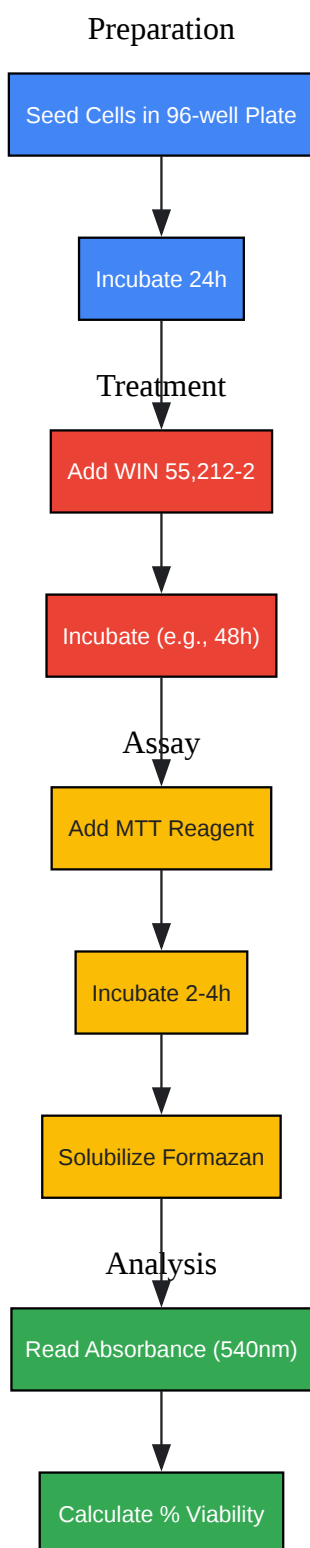 Preparation
Seed Cells in 96-well Plate
Incubate 24h
Treatment
Add WIN 55,212-2
Incubate (e.g., 48h)
Assay
Add MTT Reagent
Incubate 2-4h
Solubilize Formazan
Analysis
Read Absorbance (540nm)
Calculate % Viability